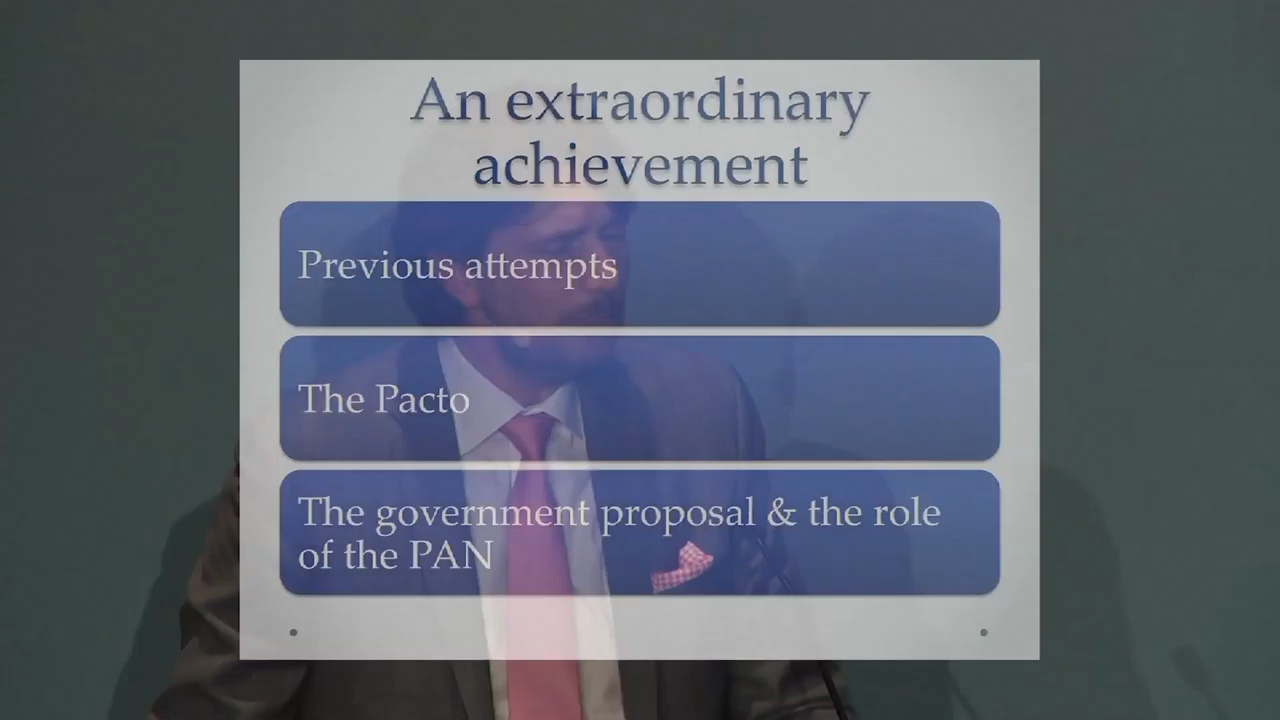 An extraordinary
achievement
Previous attempts
The Pacto
The government proposal & the role
of the PAN